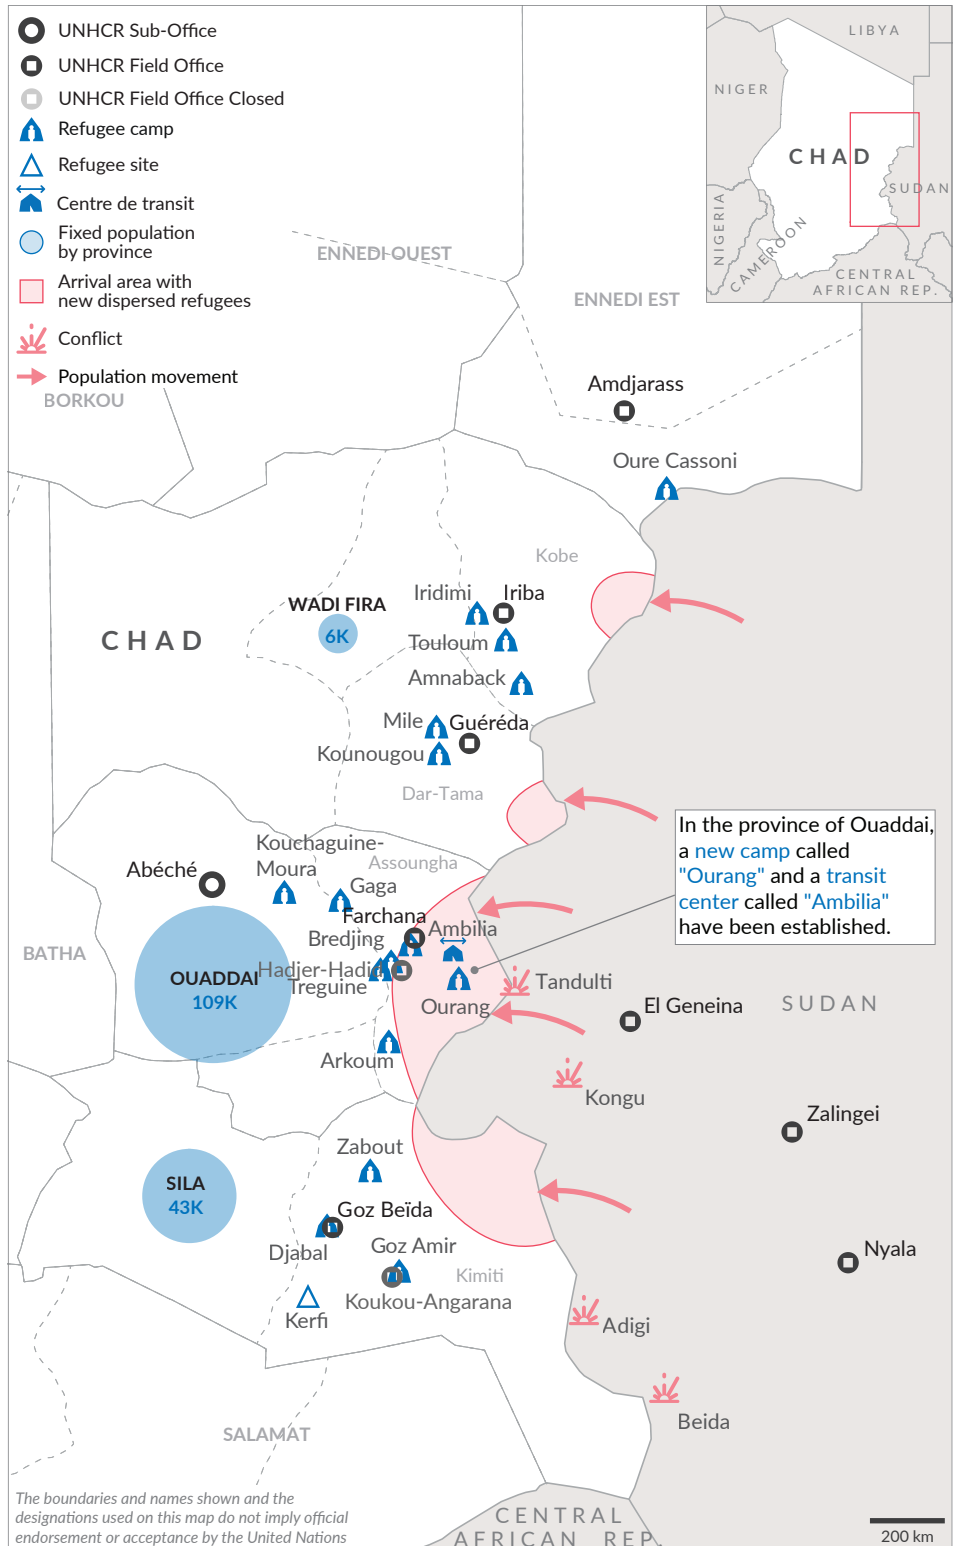 UNHCR Sub-Office
UNHCR Field Office
UNHCR Field Office Closed
Refugee camp
Refugee site
Centre de transit
Fixed population
by province
Arrival area with
new dispersed refugees
Conflict
Population movement
LIBYA
NIGER
CHAD
SUDAN
NIGERIA
CAMEROON
CENTRAL
AFRICAN REP.
ENNEDI OUEST
ENNEDI EST
BORKOU
Amdjarass
Oure Cassoni
Kobe
Iridimi
Iriba
WADI FIRA
6K
CHAD
Touloum
Amnaback
Mile
Guéréda
Kounougou
Dar-Tama
In the province of Ouaddai,
a new camp called
"Ourang" and a transit
center called "Ambilia"
have been established.
Kouchaguine-
Moura
Assoungha
Abéché
Gaga
Farchana
Ambilia
Bredjing
BATHA
OUADDAI
109K
Hadjer-Hadid
Treguine
Tandulti
Ourang
El Geneina
SUDAN
Arkoum
Kongu
Zalingei
Zabout
SILA
43K
Goz Beïda
Djabal
Goz Amir
Nyala
Kimiti
Koukou-Angarana
Kerfi
Adigi
Beida
SALAMAT
The boundaries and names shown and the
designations used on this map do not imply official
endorsement or acceptance by the United Nations
CENTRAL
AFRICAN REP.
200 km